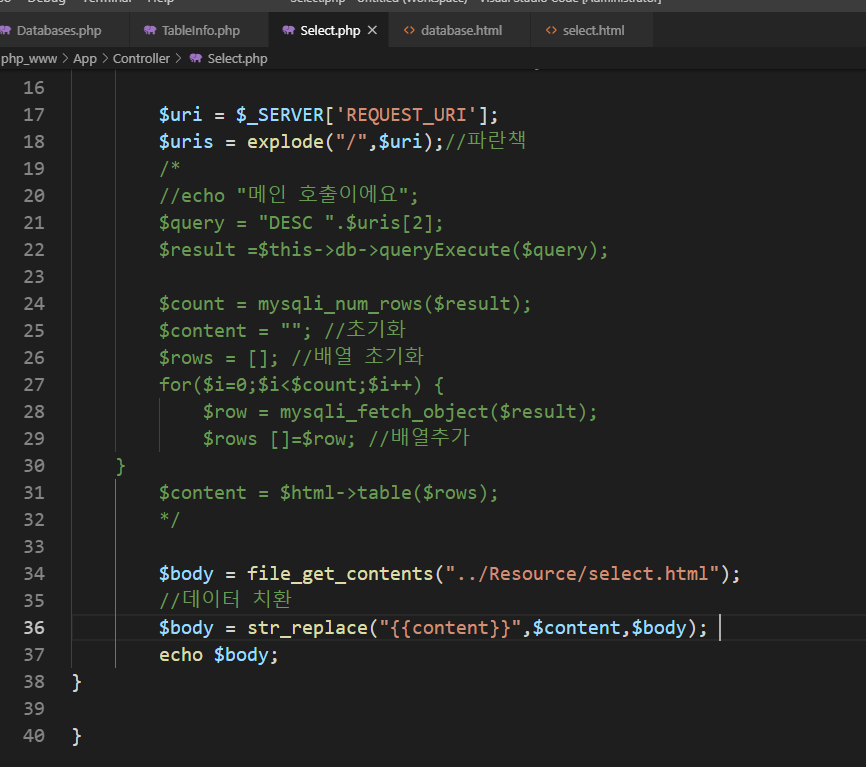 Databases.php TableInfo.php Select.php × database.html select.html
php_www > App > Controller > Select.php
16
17 $uri = $_SERVER['REQUEST_URI'];
18 $uris = explode("/",$uri);//파란책
19 /*
20 //echo "메인 호출이에요";
21 $query = "DESC ".$uris[2];
22 $result =$this->db->queryExecute($query);
23
24 $count = mysqli_num_rows($result);
25 $content = ""; //초기화
26 $rows = []; //배열 초기화
27 for($i=0;$i<$count;$i++) {
28 $row = mysqli_fetch_object($result);
29 $rows []=$row; //배열추가
30 }
31 $content = $html->table($rows);
32 */
33
34 $body = file_get_contents("../Resource/select.html");
35 //데이터 치환
36 $body = str_replace("{{content}}",$content,$body);
37 echo $body;
38 }
39
40 }